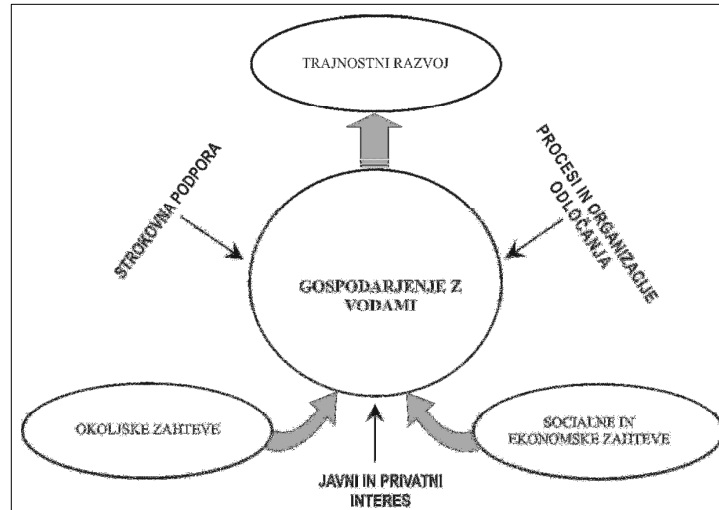 TRAJNOSTNI RAZVOJ
STROKOVNA PODPORA
PROCESI IN ORGANIZACIJE
ODLOČANJA
GOSPODARJENJE Z
VODAMI
OKOLJSKE ZAHTEVE
SOCIALNE IN
EKONOMSKE ZAHTEVE
JAVNI IN PRIVATNI
INTERES